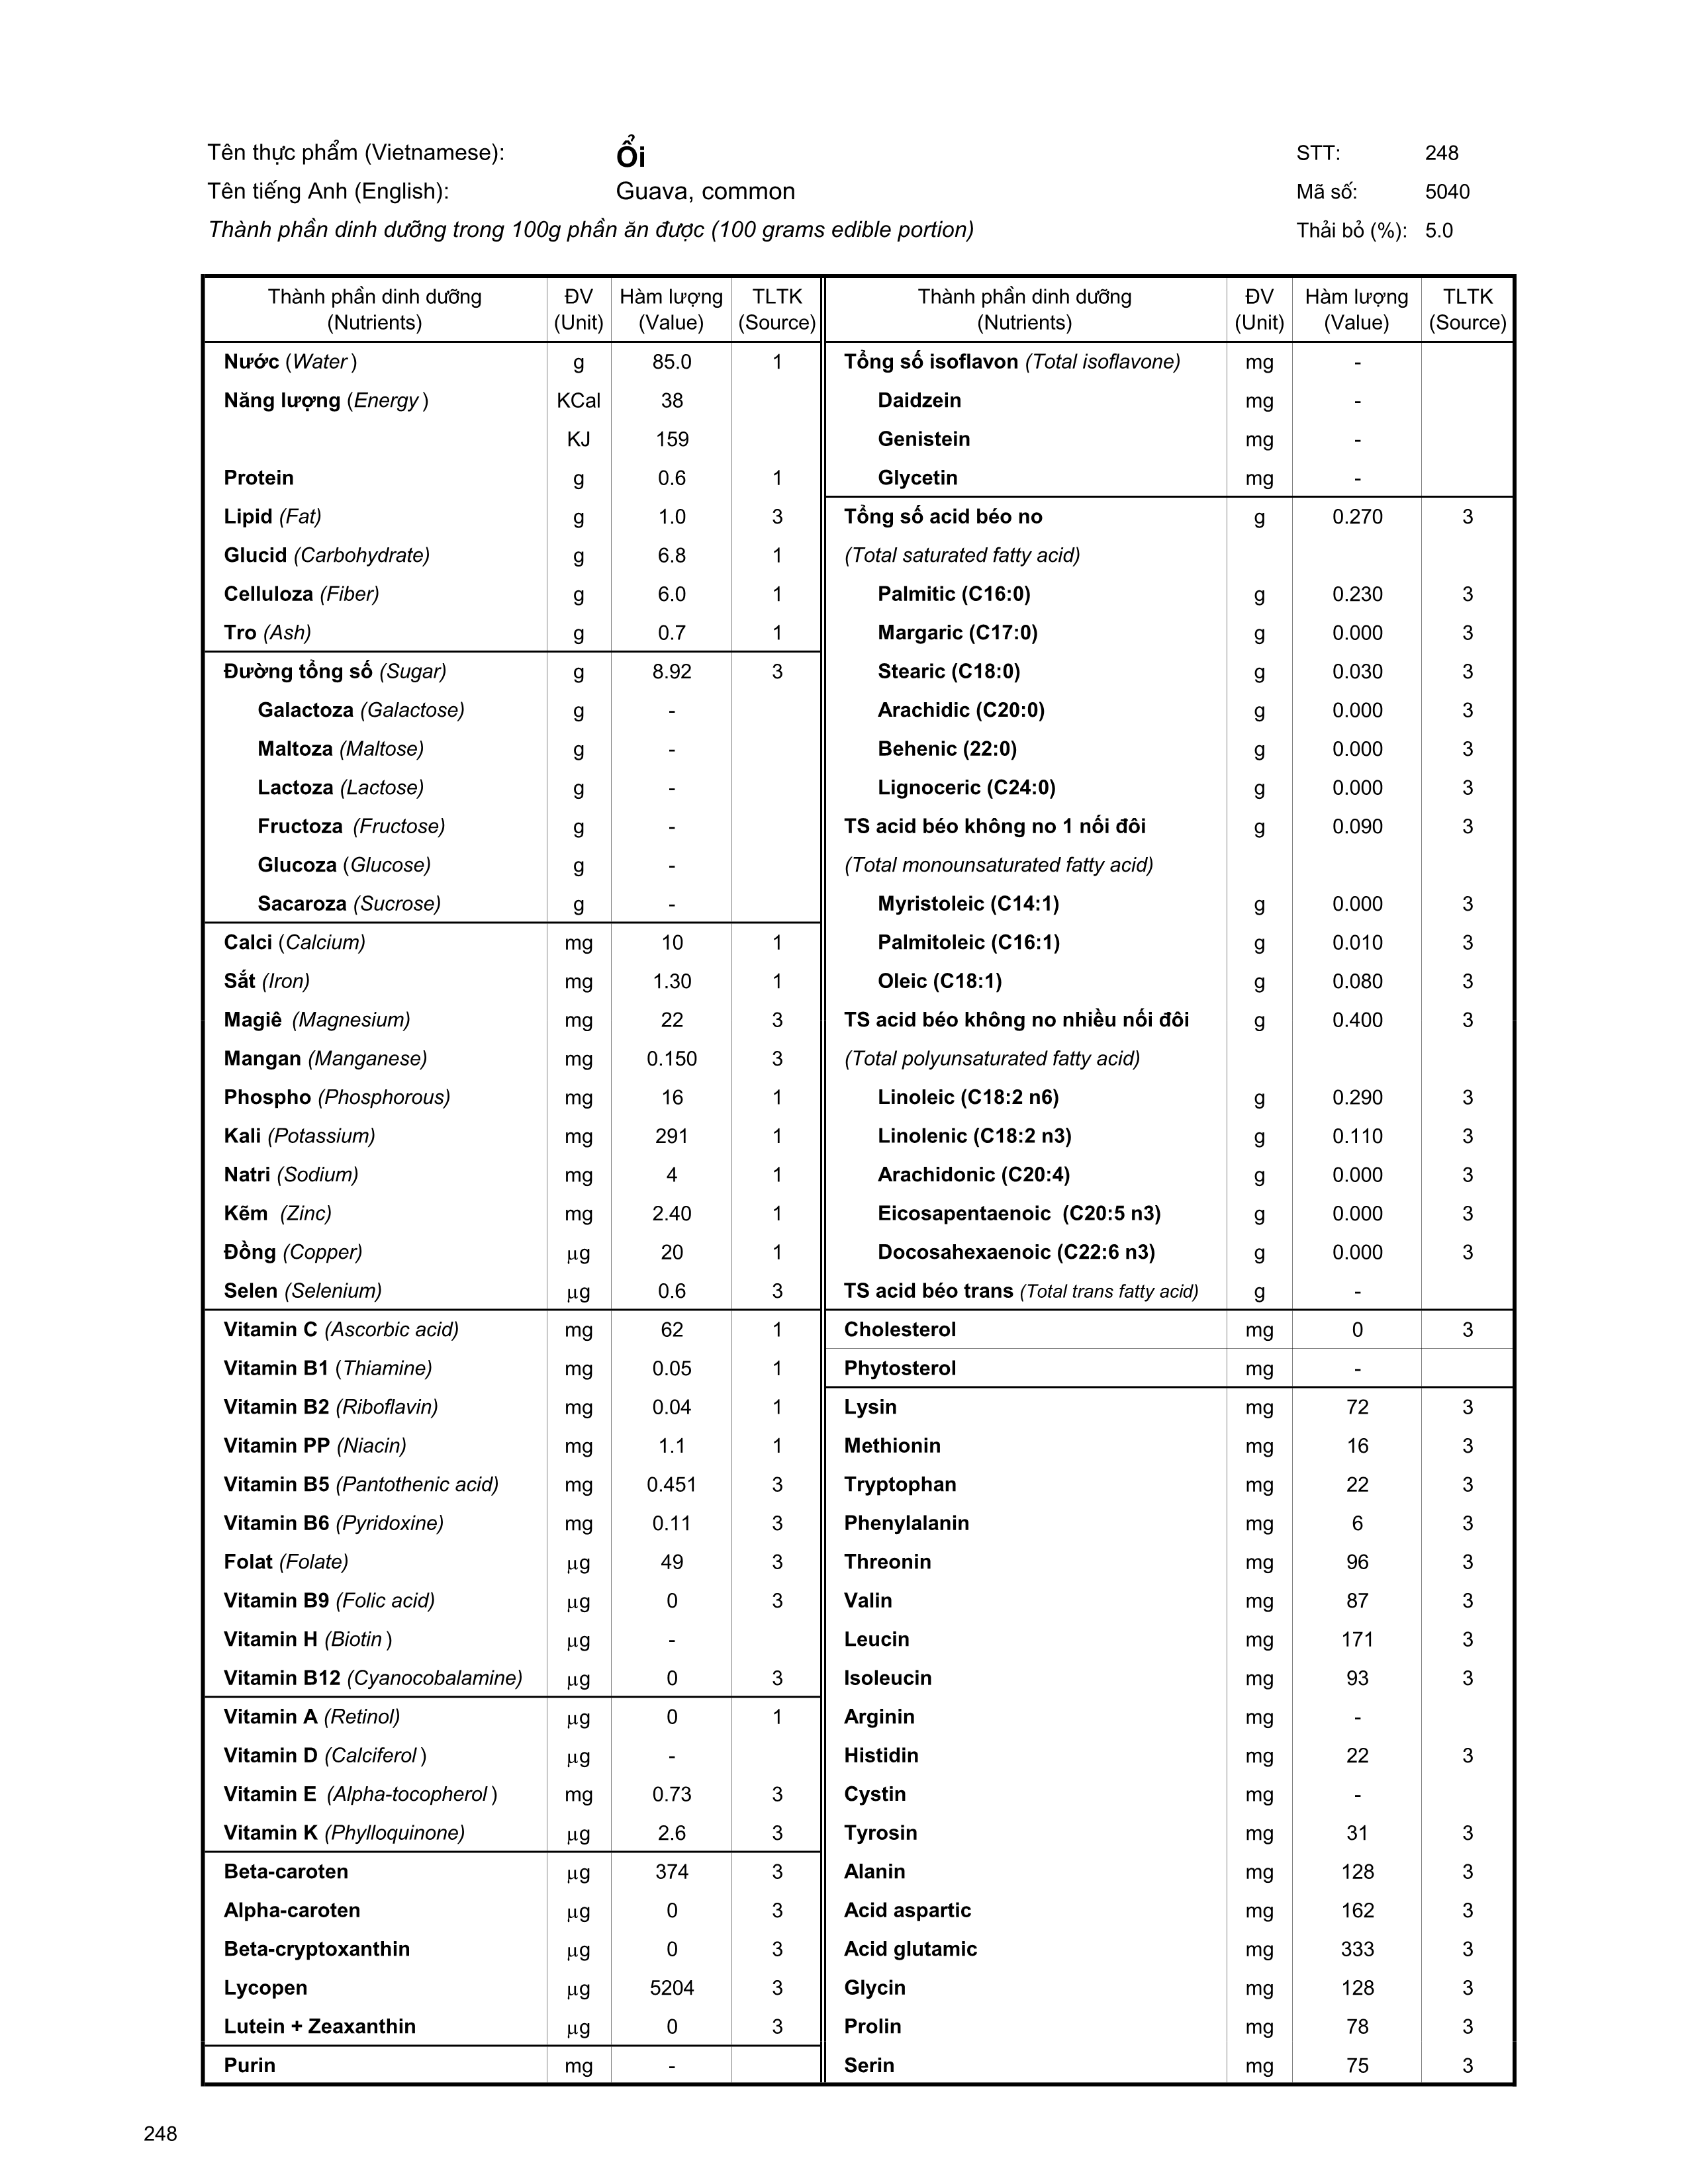 Tên thực phẩm (Vietnamese): Ổi STT: 248
Tên tiếng Anh (English): Guava, common Mã số: 5040
Thành phần dinh dưỡng trong 100g phần ăn được (100 grams edible portion) Thải bỏ (%): 5.0
Thành phần dinh dưỡng ĐV Hàm lượng TLTK
(Nutrients) (Unit) (Value) (Source)
Nước (Water) g 85.0 1
Năng lượng (Energy) KCal 38
KJ 159
Protein g 0.6 1
Lipid (Fat) g 1.0 3
Glucid (Carbohydrate) g 6.8 1
Celluloza (Fiber) g 6.0 1
Tro (Ash) g 0.7 1
Đường tổng số (Sugar) g 8.92 3
Galactoza (Galactose) g -
Maltoza (Maltose) g -
Lactoza (Lactose) g -
Fructoza (Fructose) g -
Glucoza (Glucose) g -
Sacaroza (Sucrose) g -
Calci (Calcium) mg 10 1
Sắt (Iron) mg 1.30 1
Magiê (Magnesium) mg 22 3
Mangan (Manganese) mg 0.150 3
Phospho (Phosphorous) mg 16 1
Kali (Potassium) mg 291 1
Natri (Sodium) mg 4 1
Kẽm (Zinc) mg 2.40 1
Đồng (Copper) μg 20 1
Selen (Selenium) μg 0.6 3
Vitamin C (Ascorbic acid) mg 62 1
Vitamin B1 (Thiamine) mg 0.05 1
Vitamin B2 (Riboflavin) mg 0.04 1
Vitamin PP (Niacin) mg 1.1 1
Vitamin B5 (Pantothenic acid) mg 0.451 3
Vitamin B6 (Pyridoxine) mg 0.11 3
Folat (Folate) μg 49 3
Vitamin B9 (Folic acid) μg 0 3
Vitamin H (Biotin) μg -
Vitamin B12 (Cyanocobalamine) μg 0 3
Vitamin A (Retinol) μg 0 1
Vitamin D (Calciferol) μg -
Vitamin E (Alpha-tocopherol) mg 0.73 3
Vitamin K (Phylloquinone) μg 2.6 3
Beta-caroten μg 374 3
Alpha-caroten μg 0 3
Beta-cryptoxanthin μg 0 3
Lycopen μg 5204 3
Lutein + Zeaxanthin μg 0 3
Purin mg -
Thành phần dinh dưỡng ĐV Hàm lượng TLTK
(Nutrients) (Unit) (Value) (Source)
Tổng số isoflavon (Total isoflavone) mg -
Daidzein mg -
Genistein mg -
Glycetin mg -
Tổng số acid béo no g 0.270 3
(Total saturated fatty acid)
Palmitic (C16:0) g 0.230 3
Margaric (C17:0) g 0.000 3
Stearic (C18:0) g 0.030 3
Arachidic (C20:0) g 0.000 3
Behenic (22:0) g 0.000 3
Lignoceric (C24:0) g 0.000 3
TS acid béo không no 1 nối đôi g 0.090 3
(Total monounsaturated fatty acid)
Myristoleic (C14:1) g 0.000 3
Palmitoleic (C16:1) g 0.010 3
Oleic (C18:1) g 0.080 3
TS acid béo không no nhiều nối đôi g 0.400 3
(Total polyunsaturated fatty acid)
Linoleic (C18:2 n6) g 0.290 3
Linolenic (C18:2 n3) g 0.110 3
Arachidonic (C20:4) g 0.000 3
Eicosapentaenoic (C20:5 n3) g 0.000 3
Docosahexaenoic (C22:6 n3) g 0.000 3
TS acid béo trans (Total trans fatty acid) g -
Cholesterol mg 0 3
Phytosterol mg -
Lysin mg 72 3
Methionin mg 16 3
Tryptophan mg 22 3
Phenylalanin mg 6 3
Threonin mg 96 3
Valin mg 87 3
Leucin mg 171 3
Isoleucin mg 93 3
Arginin mg -
Histidin mg 22 3
Cystin mg -
Tyrosin mg 31 3
Alanin mg 128 3
Acid aspartic mg 162 3
Acid glutamic mg 333 3
Glycin mg 128 3
Prolin mg 78 3
Serin mg 75 3
248